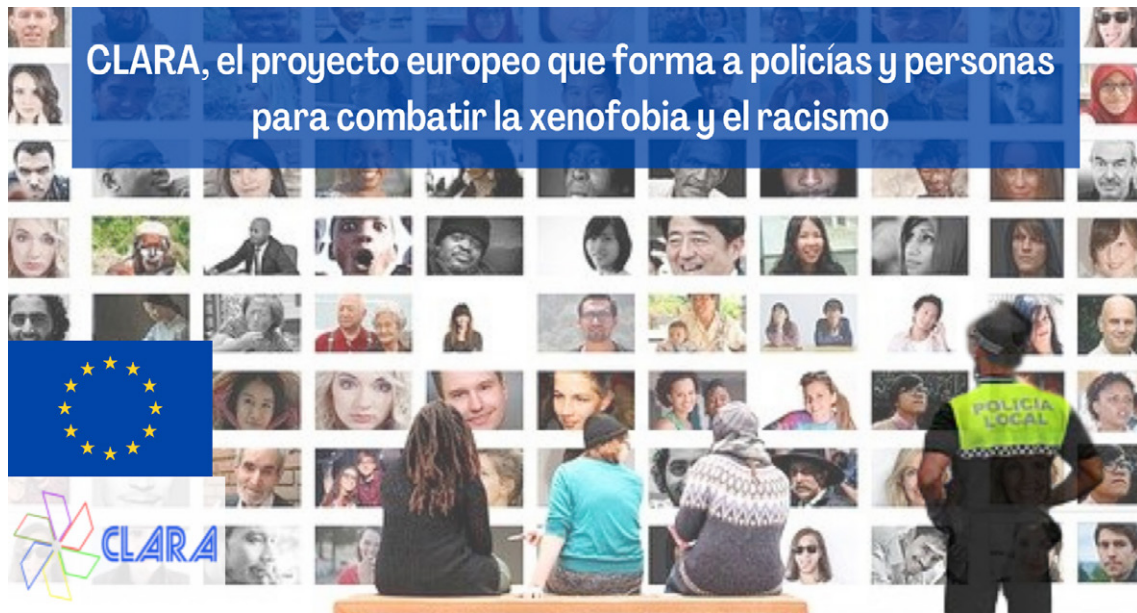 CLARA, el proyecto europeo que forma a policías y personas
para combatir la xenofobia y el racismo
POLICIA
LOCAL
CLARA